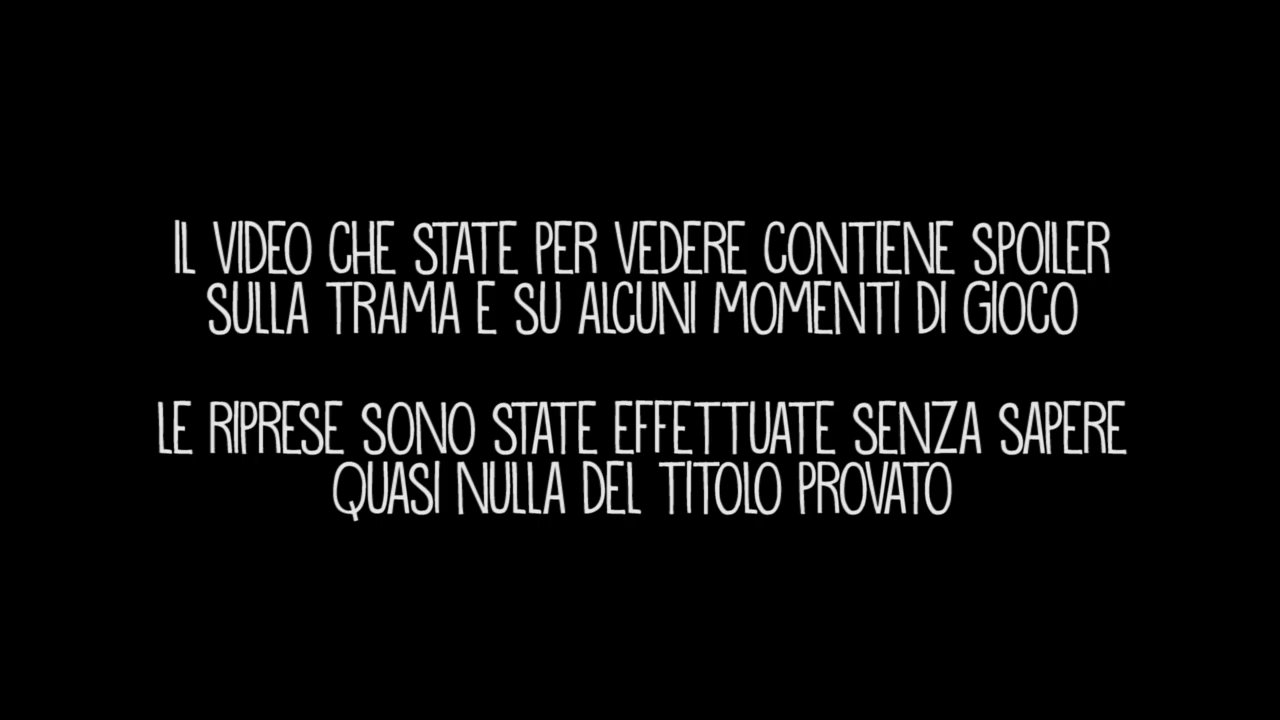 IL VIDEO CHE STATE PER VEDERE CONTIENE SPOILER
SULLA TRAMA E SU ALCUNI MOMENTI DI GIOCO
LE RIPRESE SONO STATE EFFETTUATE SENZA SAPERE
QUASI NULLA DEL TITOLO PROVATO